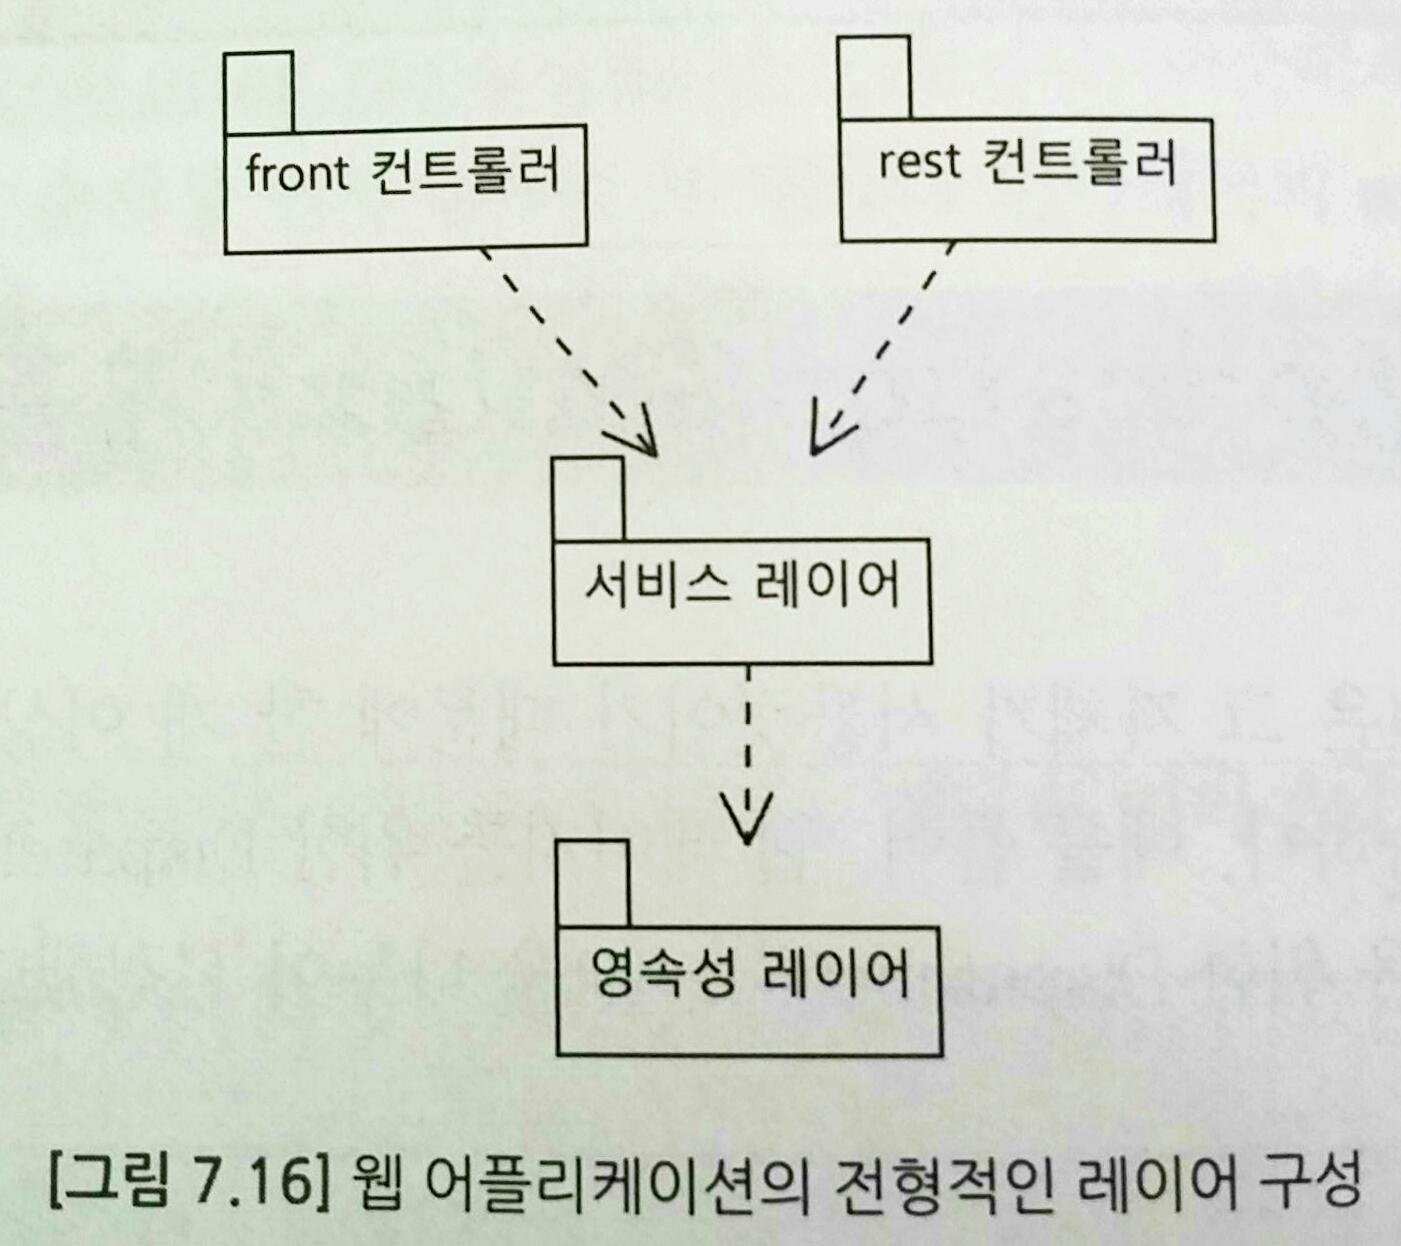 front 컨트롤러
rest 컨트롤러
서비스 레이어
영속성 레이어
[그림 7.16] 웹 어플리케이션의 전형적인 레이어 구성